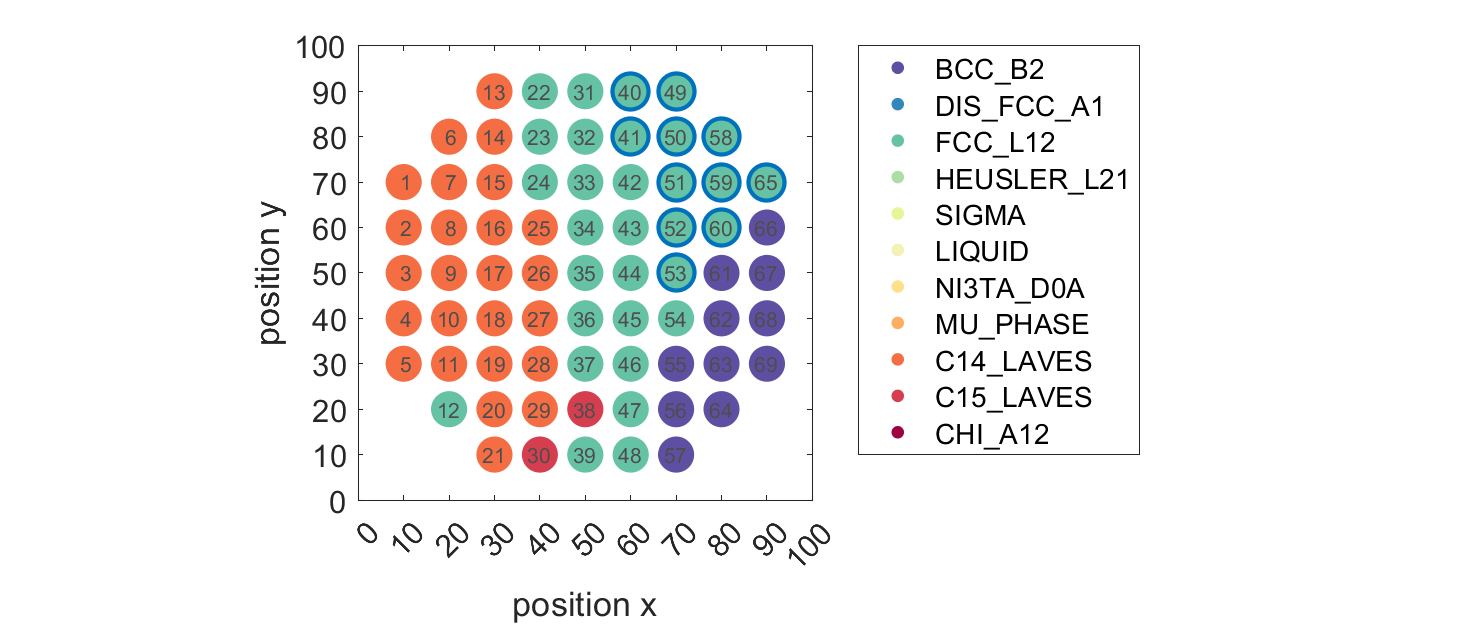 100
90 13 22 31 40 49
80 6 14 23 32 41 50 58
70 1 7 15 24 33 42 51 59 65
60 2 8 16 25 34 43 52 60 66
50 3 9 17 26 35 44 53 61 67
40 4 10 18 27 36 45 54 62 68
30 5 11 19 28 37 46 55 63 69
20 12 20 29 38 47 56 64
10 21 30 39 48 57
0
position y
0 10 20 30 40 50 60 70 80 90 100
position x
BCC_B2
DIS_FCC_A1
FCC_L12
HEUSLER_L21
SIGMA
LIQUID
NI3TA_D0A
MU_PHASE
C14_LAVES
C15_LAVES
CHI_A12